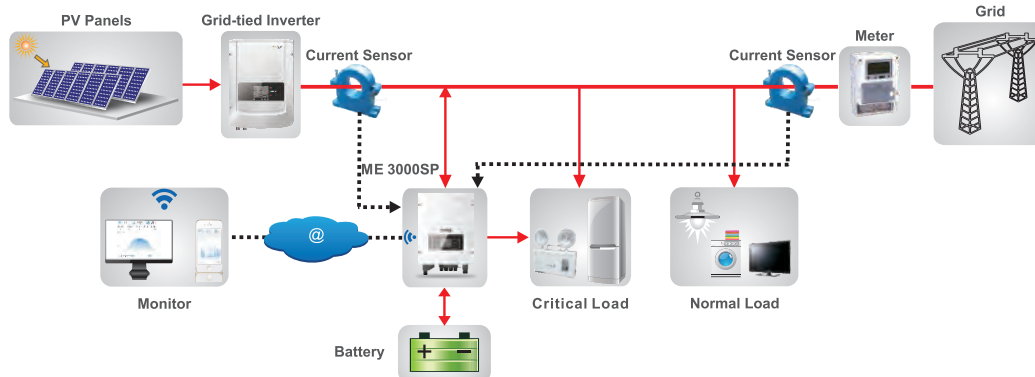 PV Panels
Grid-tied Inverter
Current Sensor
Current Sensor
Meter
Grid
ME 3000SP
@
Monitor
Critical Load
Normal Load
Battery
+ −